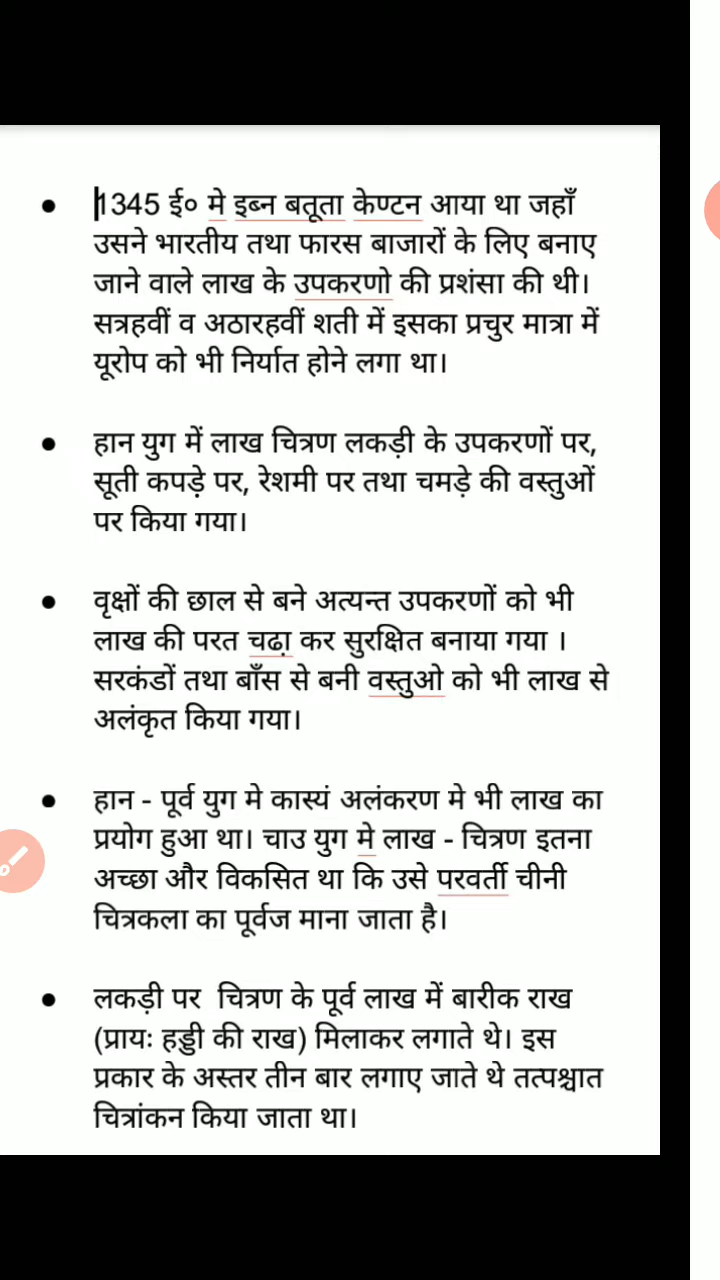 ● 1345 ई० मे इब्न बतूता केण्टन आया था जहाँ
उसने भारतीय तथा फारस बाजारों के लिए बनाए
जाने वाले लाख के उपकरणो की प्रशंसा की थी।
सत्रहवीं व अठारहवीं शती में इसका प्रचुर मात्रा में
यूरोप को भी निर्यात होने लगा था।
● हान युग में लाख चित्रण लकड़ी के उपकरणों पर,
सूती कपड़े पर, रेशमी पर तथा चमड़े की वस्तुओं
पर किया गया।
● वृक्षों की छाल से बने अत्यन्त उपकरणों को भी
लाख की परत चढा़ कर सुरक्षित बनाया गया ।
सरकंडों तथा बाँस से बनी वस्तुओ को भी लाख से
अलंकृत किया गया।
● हान - पूर्व युग मे कास्यं अलंकरण मे भी लाख का
प्रयोग हुआ था। चाउ युग मे लाख - चित्रण इतना
अच्छा और विकसित था कि उसे परवर्ती चीनी
चित्रकला का पूर्वज माना जाता है।
● लकड़ी पर  चित्रण के पूर्व लाख में बारीक राख
(प्रायः हड्डी की राख) मिलाकर लगाते थे। इस
प्रकार के अस्तर तीन बार लगाए जाते थे तत्पश्चात
चित्रांकन किया जाता था।